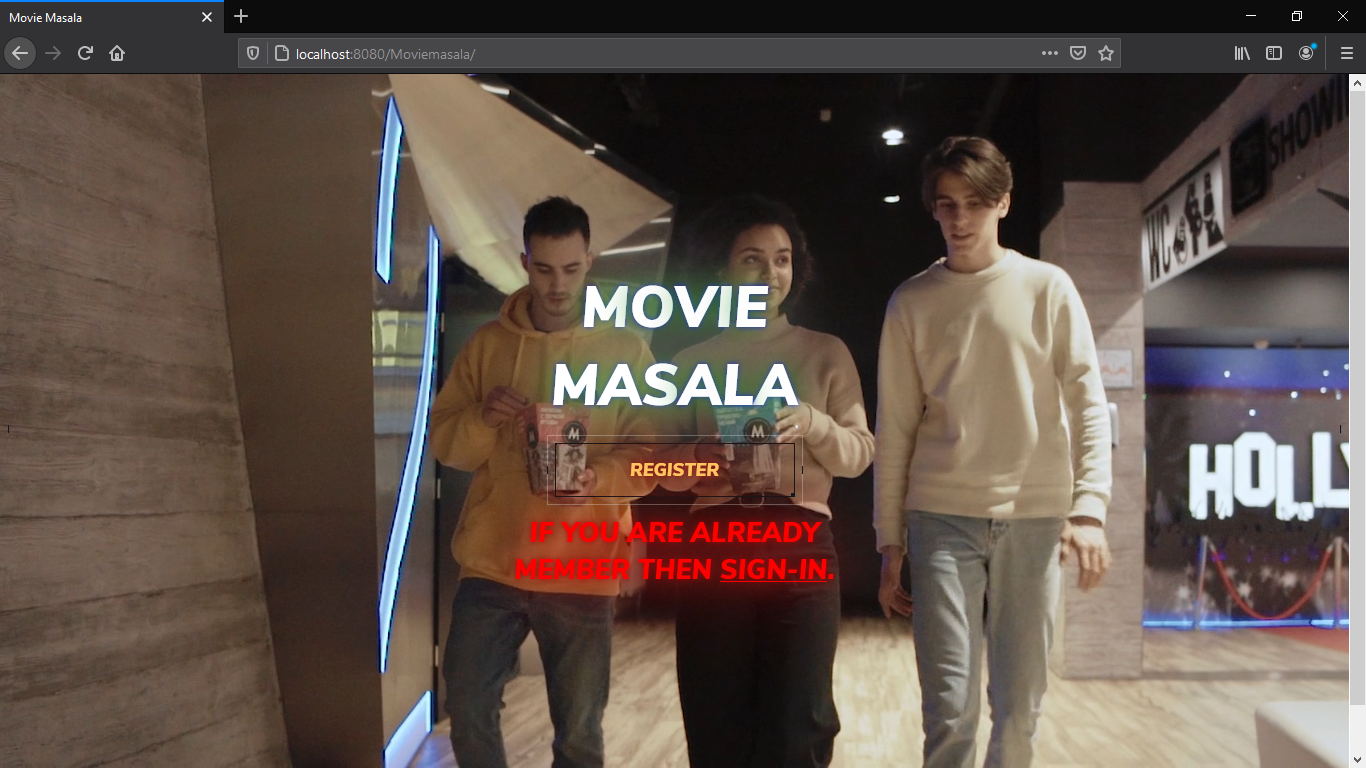 Movie Masala
localhost:8080/Moviemasala/
SHOWI
WC
MOVIE
MASALA
M
M
REGISTER
HOLLY
IF YOU ARE ALREADY
MEMBER THEN SIGN-IN.